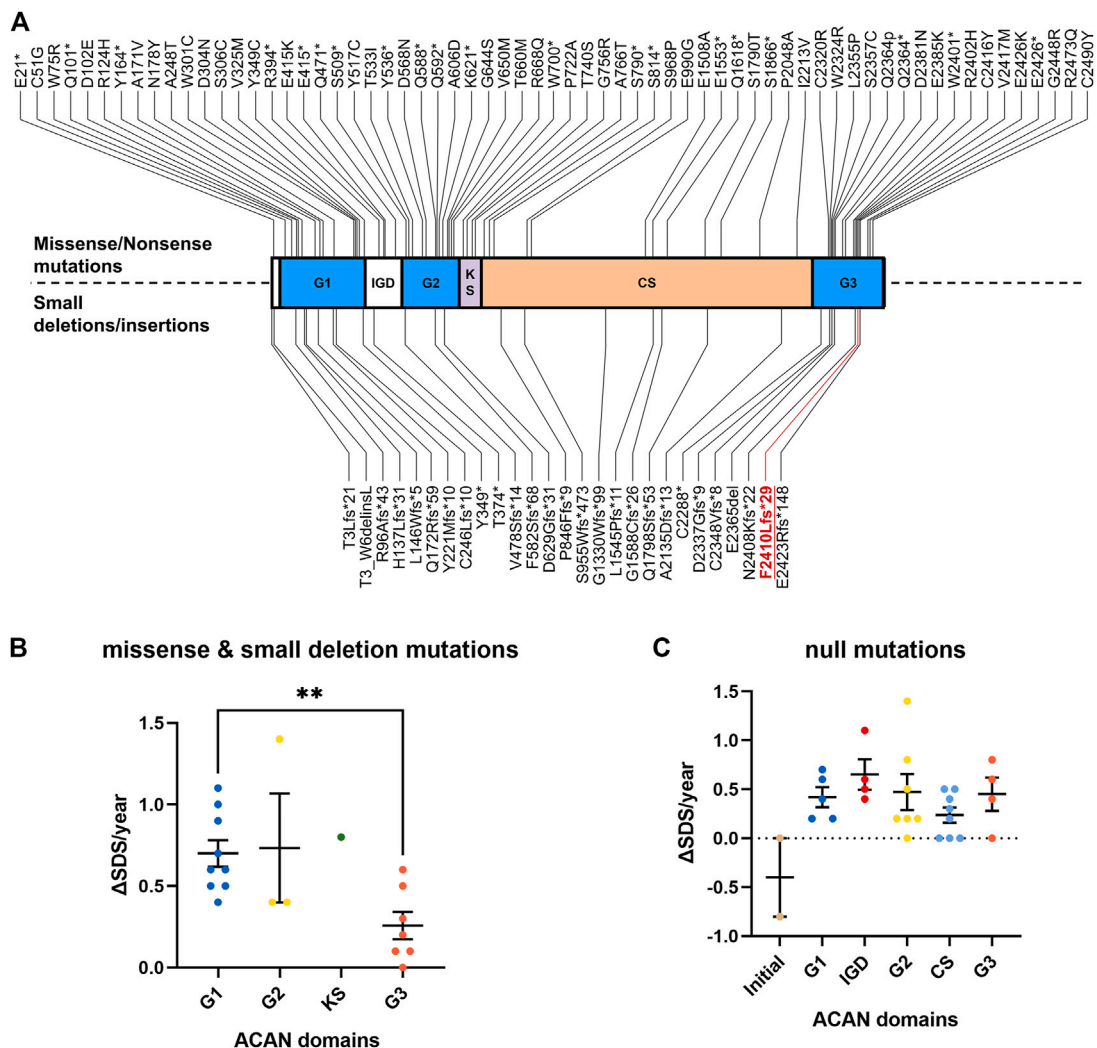 A
E21*
C51G
W75R
Q101*
D102E
R124H
Y164*
A171V
N178Y
A248T
W301C
D304N
S306C
V325M
Y349C
R394*
E415K
E415*
Q471*
S509*
Y517C
T533I
Y536*
D568N
Q588*
Q592*
A606D
K621*
G644S
V650M
T660M
R668Q
W700*
P722A
T740S
G756R
A766T
S790*
S814*
S968P
E990G
E1508A
E1553*
Q1618*
S1790T
S1866*
P2048A
I2213V
C2320R
W2324R
L2355P
S2357C
Q2364p
Q2364*
D2381N
E2385K
W2401*
R2402H
C2416Y
V2417M
E2426K
E2426*
G2448R
R2473Q
C2490Y
Missense/Nonsense
mutations
Small
deletions/insertions
G1
IGD
G2
K
S
CS
G3
T3Lfs*21
T3_W6delinsL
R96Afs*43
H137Lfs*31
L146Wfs*5
Q172Rfs*59
Y221Mfs*10
C246Lfs*10
Y349*
T374*
V478Sfs*14
F582Sfs*68
D629Gfs*31
P846Ffs*9
S955Wfs*473
G1330Wfs*99
L1545Pfs*11
G1588Cfs*26
Q1798Sfs*53
A2135Dfs*13
C2288*
D2337Gfs*9
C2348Vfs*8
E2365del
N2408Kfs*22
F2410Lfs*29
E2423Rfs*148
B
missense & small deletion mutations
**
1.5
1.0
0.5
0.0
ΔSDS/year
G1
G2
KS
G3
ACAN domains
C
null mutations
1.5
1.0
0.5
0.0
-0.5
-1.0
ΔSDS/year
Initial
G1
IGD
G2
CS
G3
ACAN domains